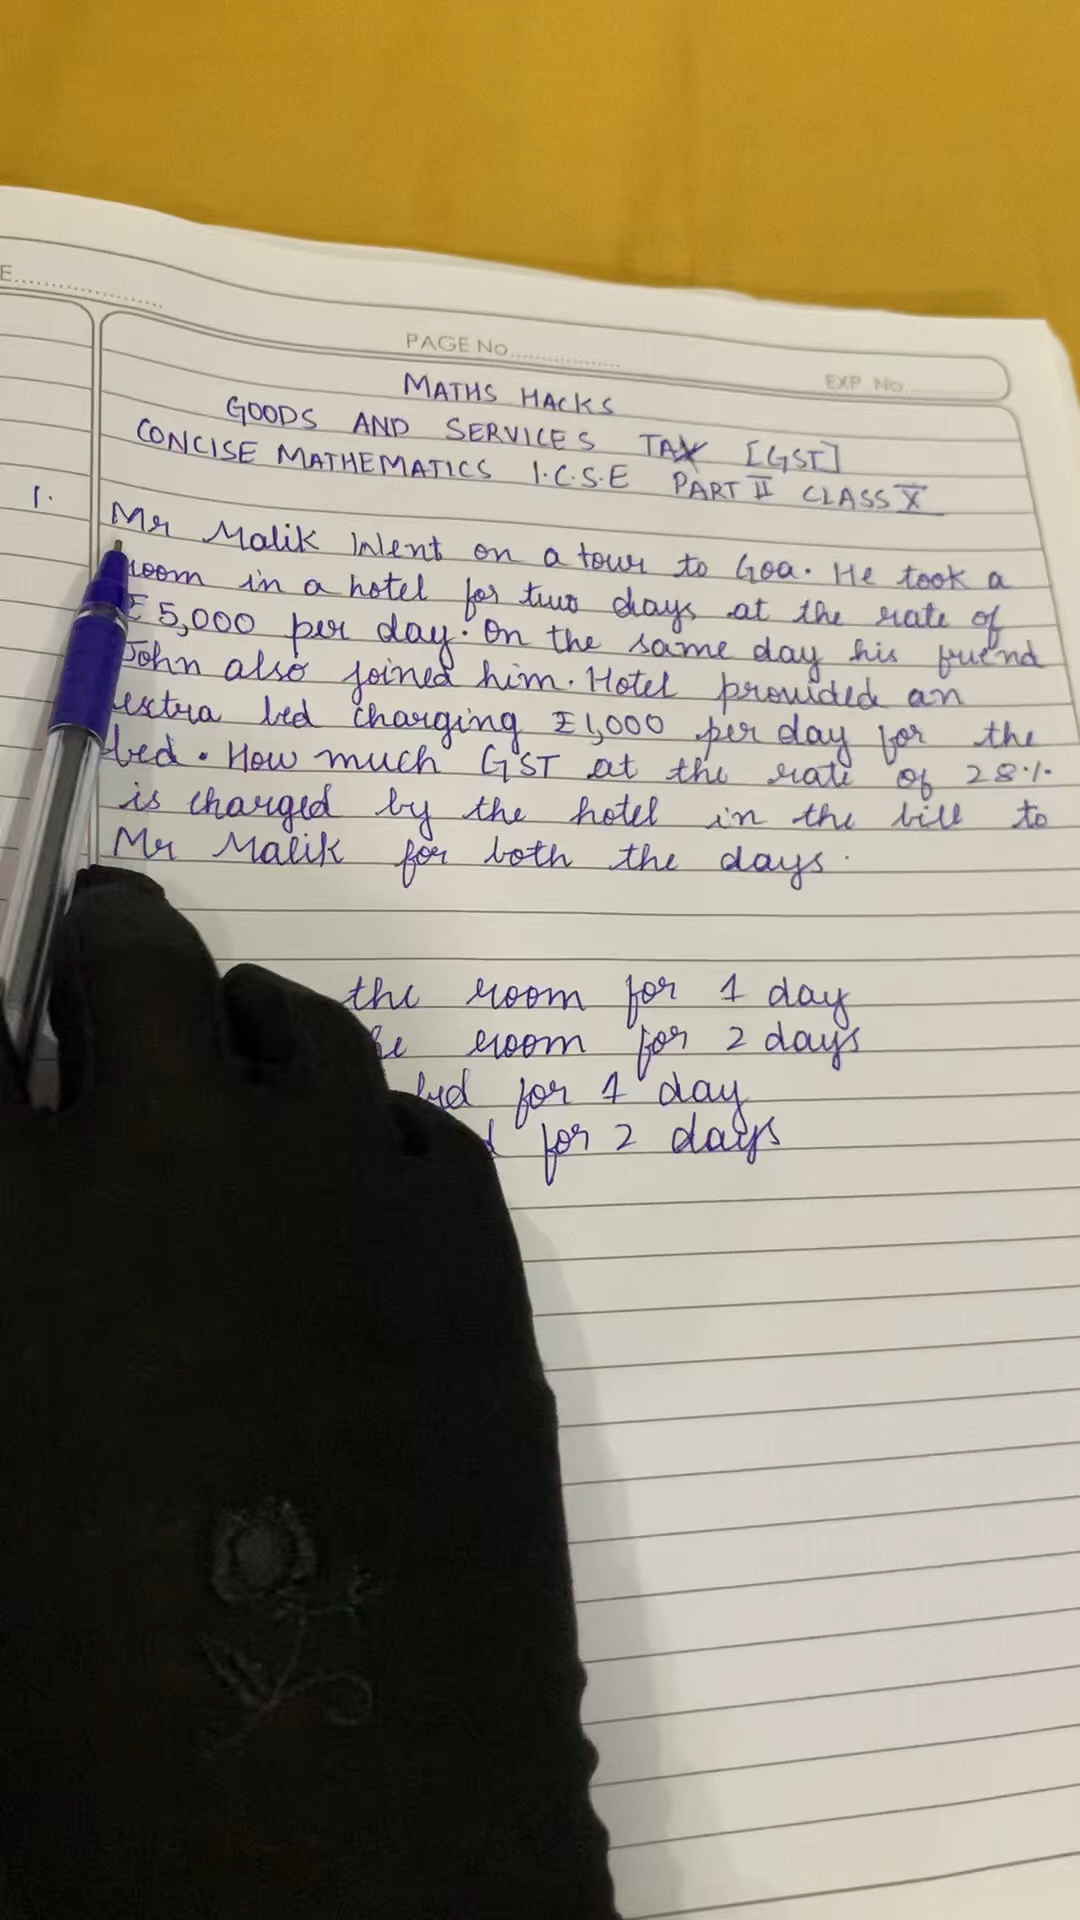 E..................
PAGE No..................
EXP No..........
MATHS HACKS
GOODS AND SERVICES TAX [GST]
CONCISE MATHEMATICS I.C.S.E PART II CLASS X
1. Mr Malik Went on a tour to Goa. He took a
room in a hotel for two days at the rate of
₹ 5,000 per day. On the same day his friend
John also joined him. Hotel provided an
extra bed charging ₹1,000 per day for the
bed. How much GST at the rate of 28%
is charged by the hotel in the bill to
Mr Malik for both the days.
the room for 1 day
room for 2 days
bed for 1 day
for 2 days